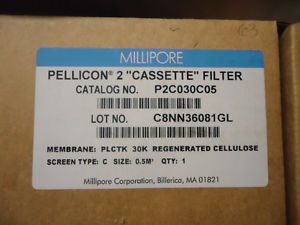 MILLIPORE
PELLICON® 2 "CASSETTE" FILTER
CATALOG NO. P2C030C05
LOT NO. C8NN36081GL
MEMBRANE: PLCTK 30K REGENERATED CELLULOSE
SCREEN TYPE: C SIZE: 0.5M² QTY: 1
Millipore Corporation, Billerica, MA 01821